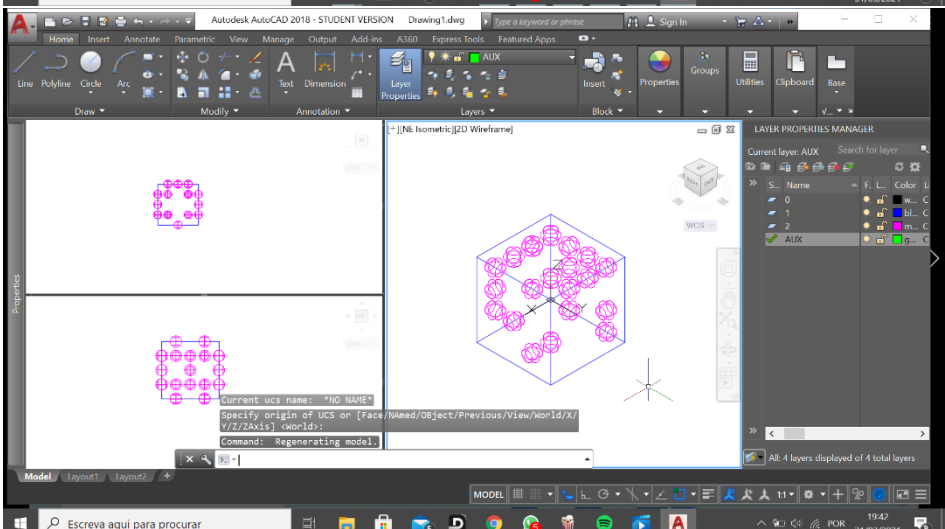 Autodesk AutoCAD 2018 - STUDENT VERSION Drawing1.dwg Type a keyword or phrase Sign In
Home Insert Annotate Parametric View Manage Output Add-ins A360 Express Tools Featured Apps
AUX
Line Polyline Circle Arc Text Dimension Layer Properties Insert Properties Groups Utilities Clipboard Base
Draw Modify Annotation Layers Block
[NE Isometric][2D Wireframe]
LAYER PROPERTIES MANAGER
Current layer: AUX Search for layer
S... Name F. L... Color
0 w... C
1 bl... C
2 m... C
AUX g... C
WCS
Z
X Y
Properties
Current ucs name: "NO NAME"
Specify origin of UCS or [Face/NAmed/OBject/Previous/View/World/X/
Y/Z/ZAxis] <World>:
Command: Regenerating model.
All: 4 layers displayed of 4 total layers
Model Layout1 Layout2 +
MODEL 1:1
Escreva aqui para procurar
POR 19:42